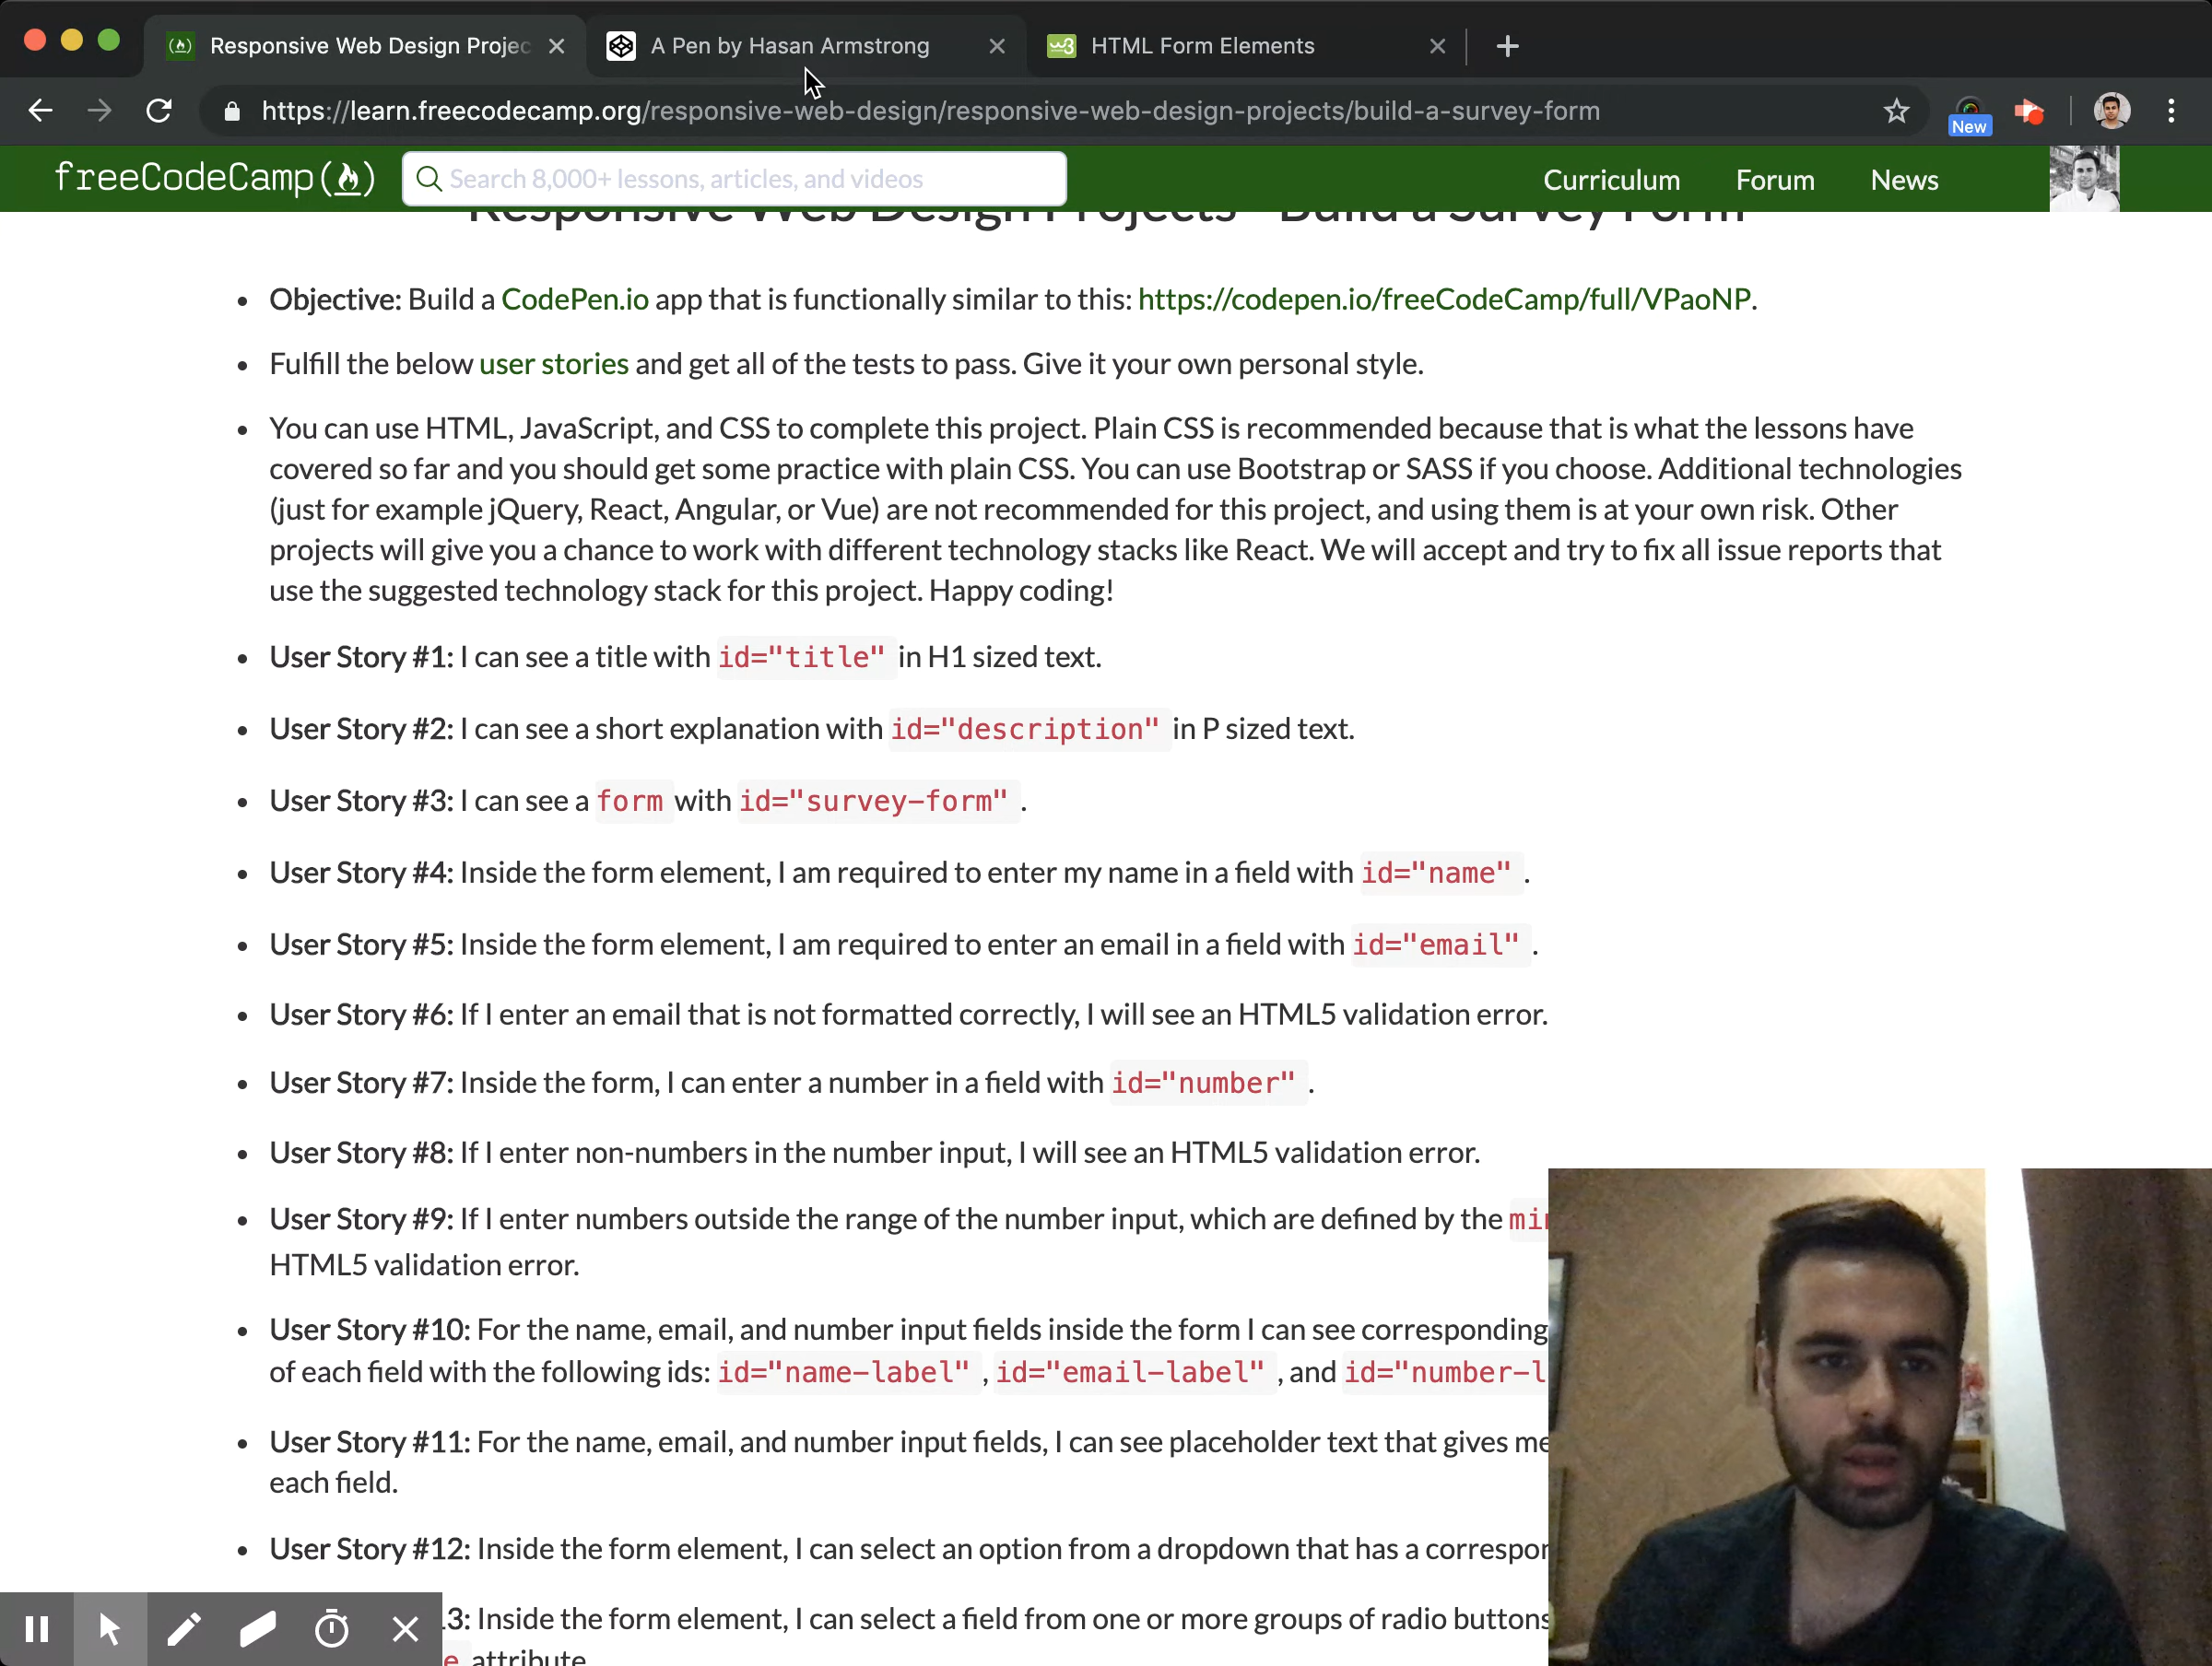 Responsive Web Design Projec
A Pen by Hasan Armstrong
HTML Form Elements
https://learn.freecodecamp.org/responsive-web-design/responsive-web-design-projects/build-a-survey-form
New
freeCodeCamp
Search 8,000+ lessons, articles, and videos
Curriculum
Forum
News
Responsive Web Design Projects - Build a Survey Form
Objective: Build a CodePen.io app that is functionally similar to this: https://codepen.io/freeCodeCamp/full/VPaoNP.
Fulfill the below user stories and get all of the tests to pass. Give it your own personal style.
You can use HTML, JavaScript, and CSS to complete this project. Plain CSS is recommended because that is what the lessons have
covered so far and you should get some practice with plain CSS. You can use Bootstrap or SASS if you choose. Additional technologies
(just for example jQuery, React, Angular, or Vue) are not recommended for this project, and using them is at your own risk. Other
projects will give you a chance to work with different technology stacks like React. We will accept and try to fix all issue reports that
use the suggested technology stack for this project. Happy coding!
User Story #1: I can see a title with id="title" in H1 sized text.
User Story #2: I can see a short explanation with id="description" in P sized text.
User Story #3: I can see a form with id="survey-form" .
User Story #4: Inside the form element, I am required to enter my name in a field with id="name" .
User Story #5: Inside the form element, I am required to enter an email in a field with id="email" .
User Story #6: If I enter an email that is not formatted correctly, I will see an HTML5 validation error.
User Story #7: Inside the form, I can enter a number in a field with id="number" .
User Story #8: If I enter non-numbers in the number input, I will see an HTML5 validation error.
User Story #9: If I enter numbers outside the range of the number input, which are defined by the min
HTML5 validation error.
User Story #10: For the name, email, and number input fields inside the form I can see corresponding
of each field with the following ids: id="name-label" , id="email-label" , and id="number-l
User Story #11: For the name, email, and number input fields, I can see placeholder text that gives me
each field.
User Story #12: Inside the form element, I can select an option from a dropdown that has a correspon
3: Inside the form element, I can select a field from one or more groups of radio buttons
e attribute